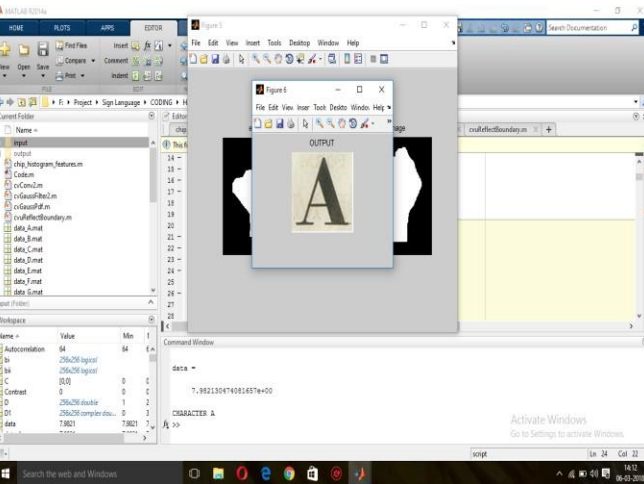 MATLAB R2014a
HOME PLOTS APPS EDITOR
Search Documentation
New Open Save
Find Files
Compare
Print
Insert
Comment
Indent
FILE
EDIT
F: ▸ Project ▸ Sign Language ▸ CODING ▸
Current Folder
Name
input
output
chip_histogram_features.m
Code.m
cvConv2.m
cvGaussFilter2.m
cvGaussPdf.m
cvuReflectBoundary.m
data_A.mat
data_B.mat
data_C.mat
data_D.mat
data_E.mat
data_F.mat
data_G.mat
input (Folder)
Workspace
Name Value Min
Autocorrelation 64 64
bi 256x256 logical
bii 256x256 logical
C [0,0] 0
Contrast 0 0
D 256x256 double 1
D1 256x256 complex dou... 0
data 7.9821 7.9821
Editor
chip
cvuReflectBoundary.m
14
15
16
17
18
19
20
21
22
23
24
25
26
27
28
Figure 5
File Edit View Insert Tools Desktop Window Help
Figure 6
File Edit View Inser Tools Deskto Windo Help
OUTPUT
A
Command Window
data =
7.982130474081657e+00
CHARACTER A
fx >>
Activate Windows
Go to Settings to activate Windows.
script Ln 24 Col 22
Search the web and Windows
14:12